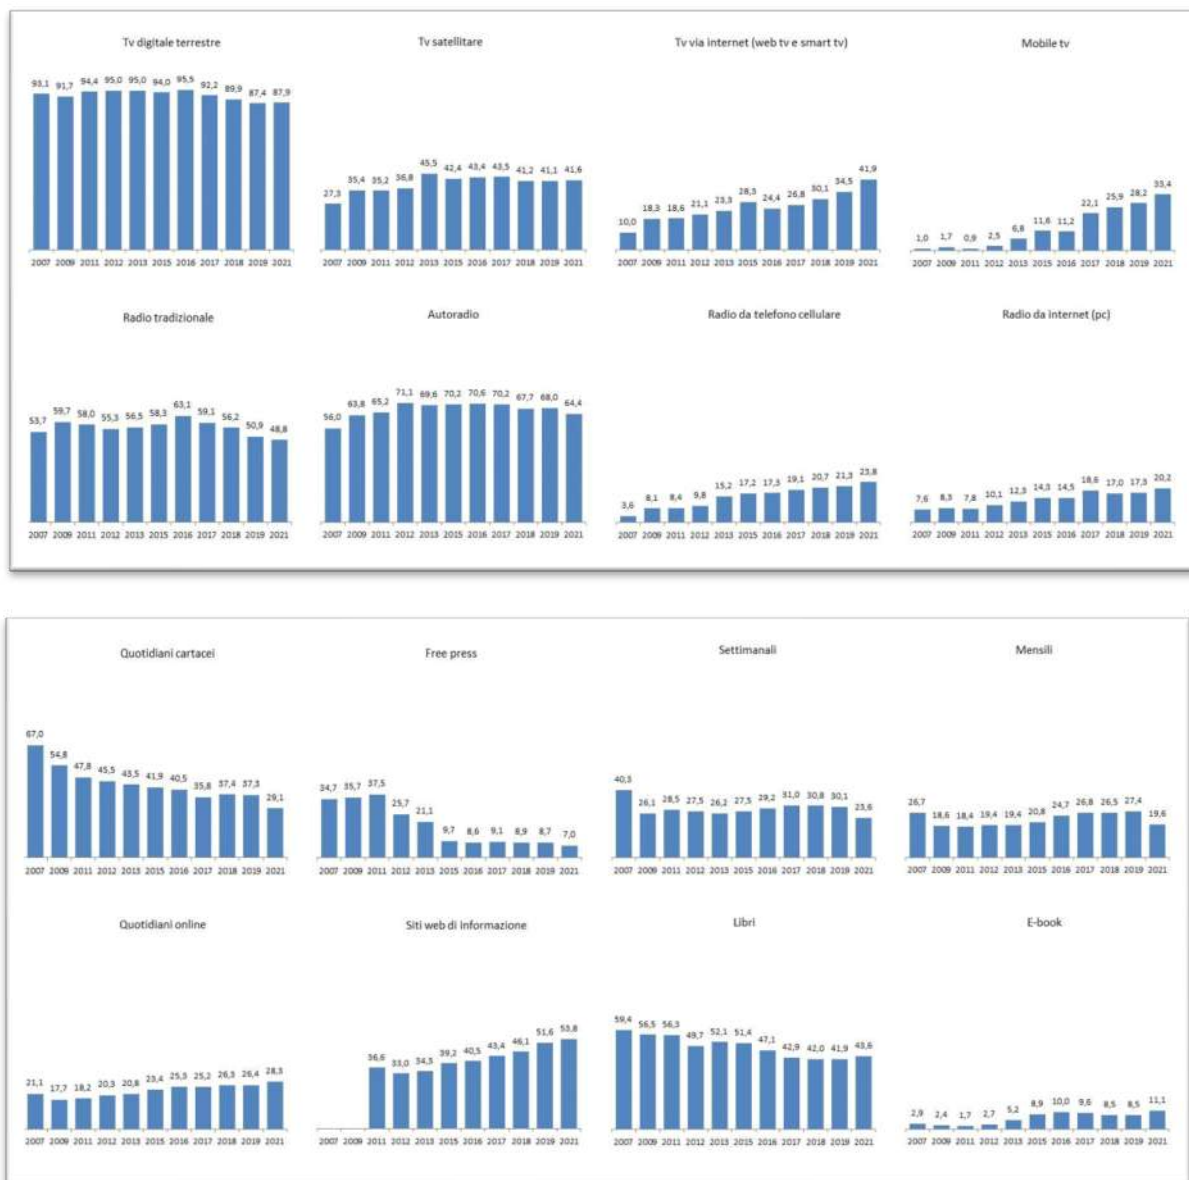 Tv digitale terrestre
93,1 91,7 94,4 95,0 95,0 94,0 95,5 92,2 89,9 87,4 87,9
2007 2009 2011 2012 2013 2015 2016 2017 2018 2019 2021
Tv satellitare
27,3 35,4 35,2 36,8 45,5 42,4 43,4 43,5 41,2 41,1 41,6
2007 2009 2011 2012 2013 2015 2016 2017 2018 2019 2021
Tv via internet (web tv e smart tv)
10,0 18,3 18,6 21,1 23,3 28,3 24,4 26,8 30,1 34,5 41,9
2007 2009 2011 2012 2013 2015 2016 2017 2018 2019 2021
Mobile tv
1,0 1,7 0,9 2,5 6,8 11,6 11,2 22,1 25,9 28,2 33,4
2007 2009 2011 2012 2013 2015 2016 2017 2018 2019 2021
Radio tradizionale
53,7 59,7 58,0 55,3 56,5 58,3 63,1 59,1 56,2 50,9 48,8
2007 2009 2011 2012 2013 2015 2016 2017 2018 2019 2021
Autoradio
56,0 63,8 65,2 71,1 69,6 70,2 70,6 70,2 67,7 68,0 64,4
2007 2009 2011 2012 2013 2015 2016 2017 2018 2019 2021
Radio da telefono cellulare
3,6 8,1 8,4 9,8 15,2 17,2 17,3 19,1 20,7 21,3 23,8
2007 2009 2011 2012 2013 2015 2016 2017 2018 2019 2021
Radio da internet (pc)
7,6 8,3 7,8 10,1 12,3 14,3 14,5 18,6 17,0 17,3 20,2
2007 2009 2011 2012 2013 2015 2016 2017 2018 2019 2021
Quotidiani cartacei
67,0 54,8 47,8 45,5 43,5 41,9 40,5 35,8 37,4 37,3 29,1
2007 2009 2011 2012 2013 2015 2016 2017 2018 2019 2021
Free press
34,7 35,7 37,5 25,7 21,1 9,7 8,6 9,1 8,9 8,7 7,0
2007 2009 2011 2012 2013 2015 2016 2017 2018 2019 2021
Settimanali
40,3 26,1 28,5 27,5 26,2 27,5 29,2 31,0 30,8 30,1 23,6
2007 2009 2011 2012 2013 2015 2016 2017 2018 2019 2021
Mensili
26,7 18,6 18,4 19,4 19,4 20,8 24,7 26,8 26,5 27,4 19,6
2007 2009 2011 2012 2013 2015 2016 2017 2018 2019 2021
Quotidiani online
21,1 17,7 18,2 20,3 20,8 23,4 25,3 25,2 26,3 26,4 28,3
2007 2009 2011 2012 2013 2015 2016 2017 2018 2019 2021
Siti web di informazione
36,6 33,0 34,3 39,2 40,5 43,4 46,1 51,6 53,8
2007 2009 2011 2012 2013 2015 2016 2017 2018 2019 2021
Libri
59,4 56,5 56,3 49,7 52,1 51,4 47,1 42,9 42,0 41,9 43,6
2007 2009 2011 2012 2013 2015 2016 2017 2018 2019 2021
E-book
2,9 2,4 1,7 2,7 5,2 8,9 10,0 9,6 8,5 8,5 11,1
2007 2009 2011 2012 2013 2015 2016 2017 2018 2019 2021